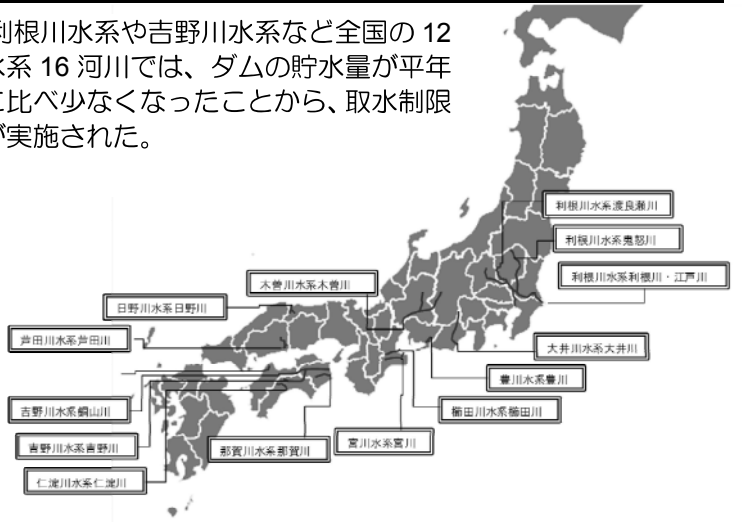 利根川水系や吉野川水系など全国の 12
水系 16 河川では、ダムの貯水量が平年
に比べ少なくなったことから、取水制限
が実施された。
利根川水系渡良瀬川
利根川水系鬼怒川
利根川水系利根川・江戸川
木曽川水系木曽川
日野川水系日野川
芦田川水系芦田川
大井川水系大井川
豊川水系豊川
櫛田川水系櫛田川
吉野川水系銅山川
宮川水系宮川
吉野川水系吉野川
那賀川水系那賀川
仁淀川水系仁淀川